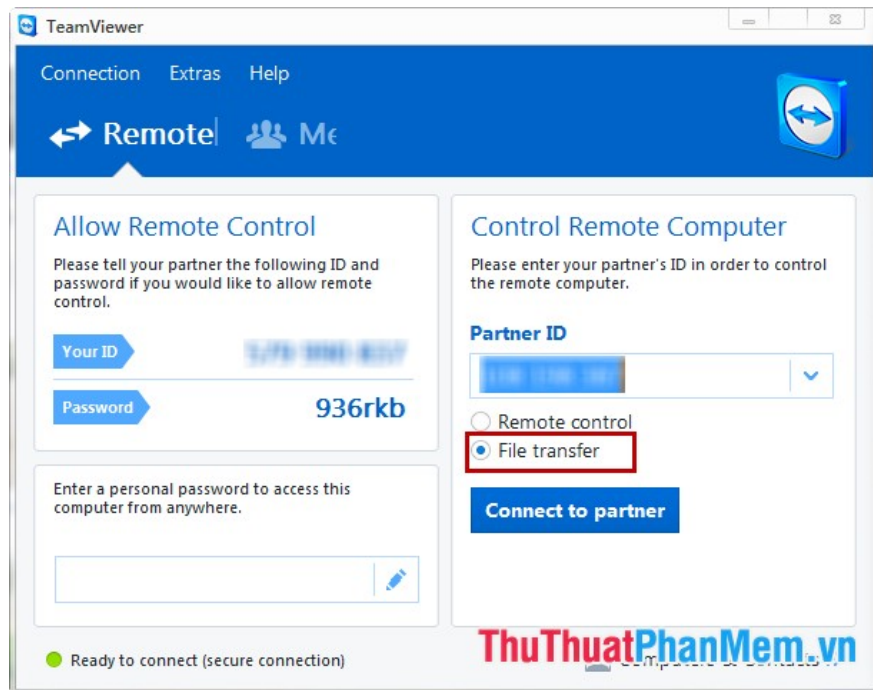 TeamViewer
Connection Extras Help
Remote
Allow Remote Control
Please tell your partner the following ID and
password if you would like to allow remote
control.
Your ID
Password 936rkb
Enter a personal password to access this
computer from anywhere.
Control Remote Computer
Please enter your partner's ID in order to control
the remote computer.
Partner ID
Remote control
File transfer
Connect to partner
Ready to connect (secure connection)
ThuThuatPhanMem.vn